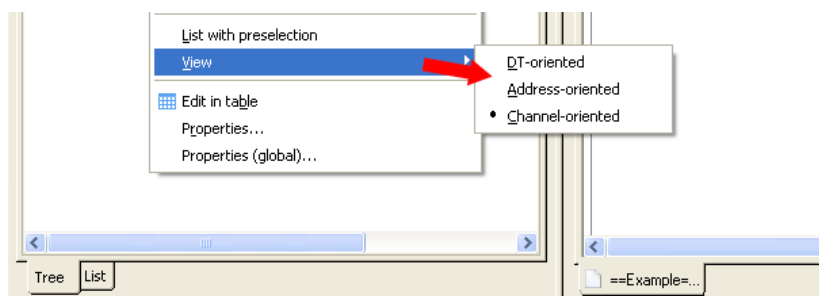 List with preselection
View
Edit in table
Properties...
Properties (global)...
DT-oriented
Address-oriented
Channel-oriented
Tree
List
==Example=...